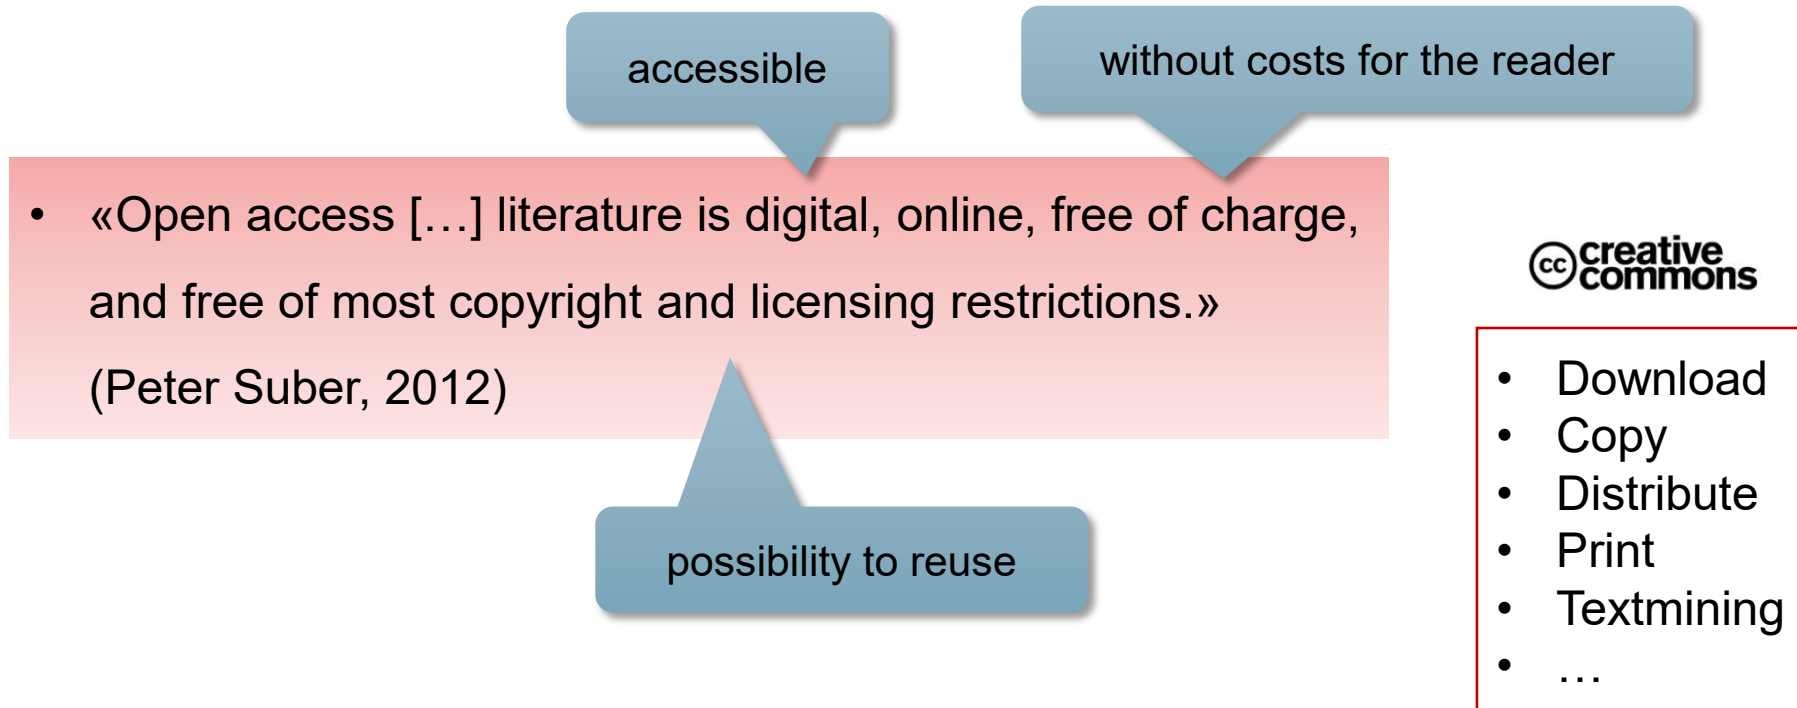 accessible
without costs for the reader
• «Open access […] literature is digital, online, free of charge,
and free of most copyright and licensing restrictions.»
(Peter Suber, 2012)
possibility to reuse
cc creative
commons
• Download
• Copy
• Distribute
• Print
• Textmining
• …